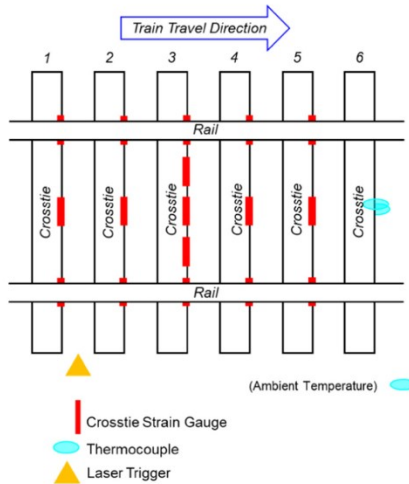 Train Travel Direction
1 2 3 4 5 6
Rail
Crosstie Crosstie Crosstie Crosstie Crosstie Crosstie
Rail
(Ambient Temperature)
Crosstie Strain Gauge
Thermocouple
Laser Trigger